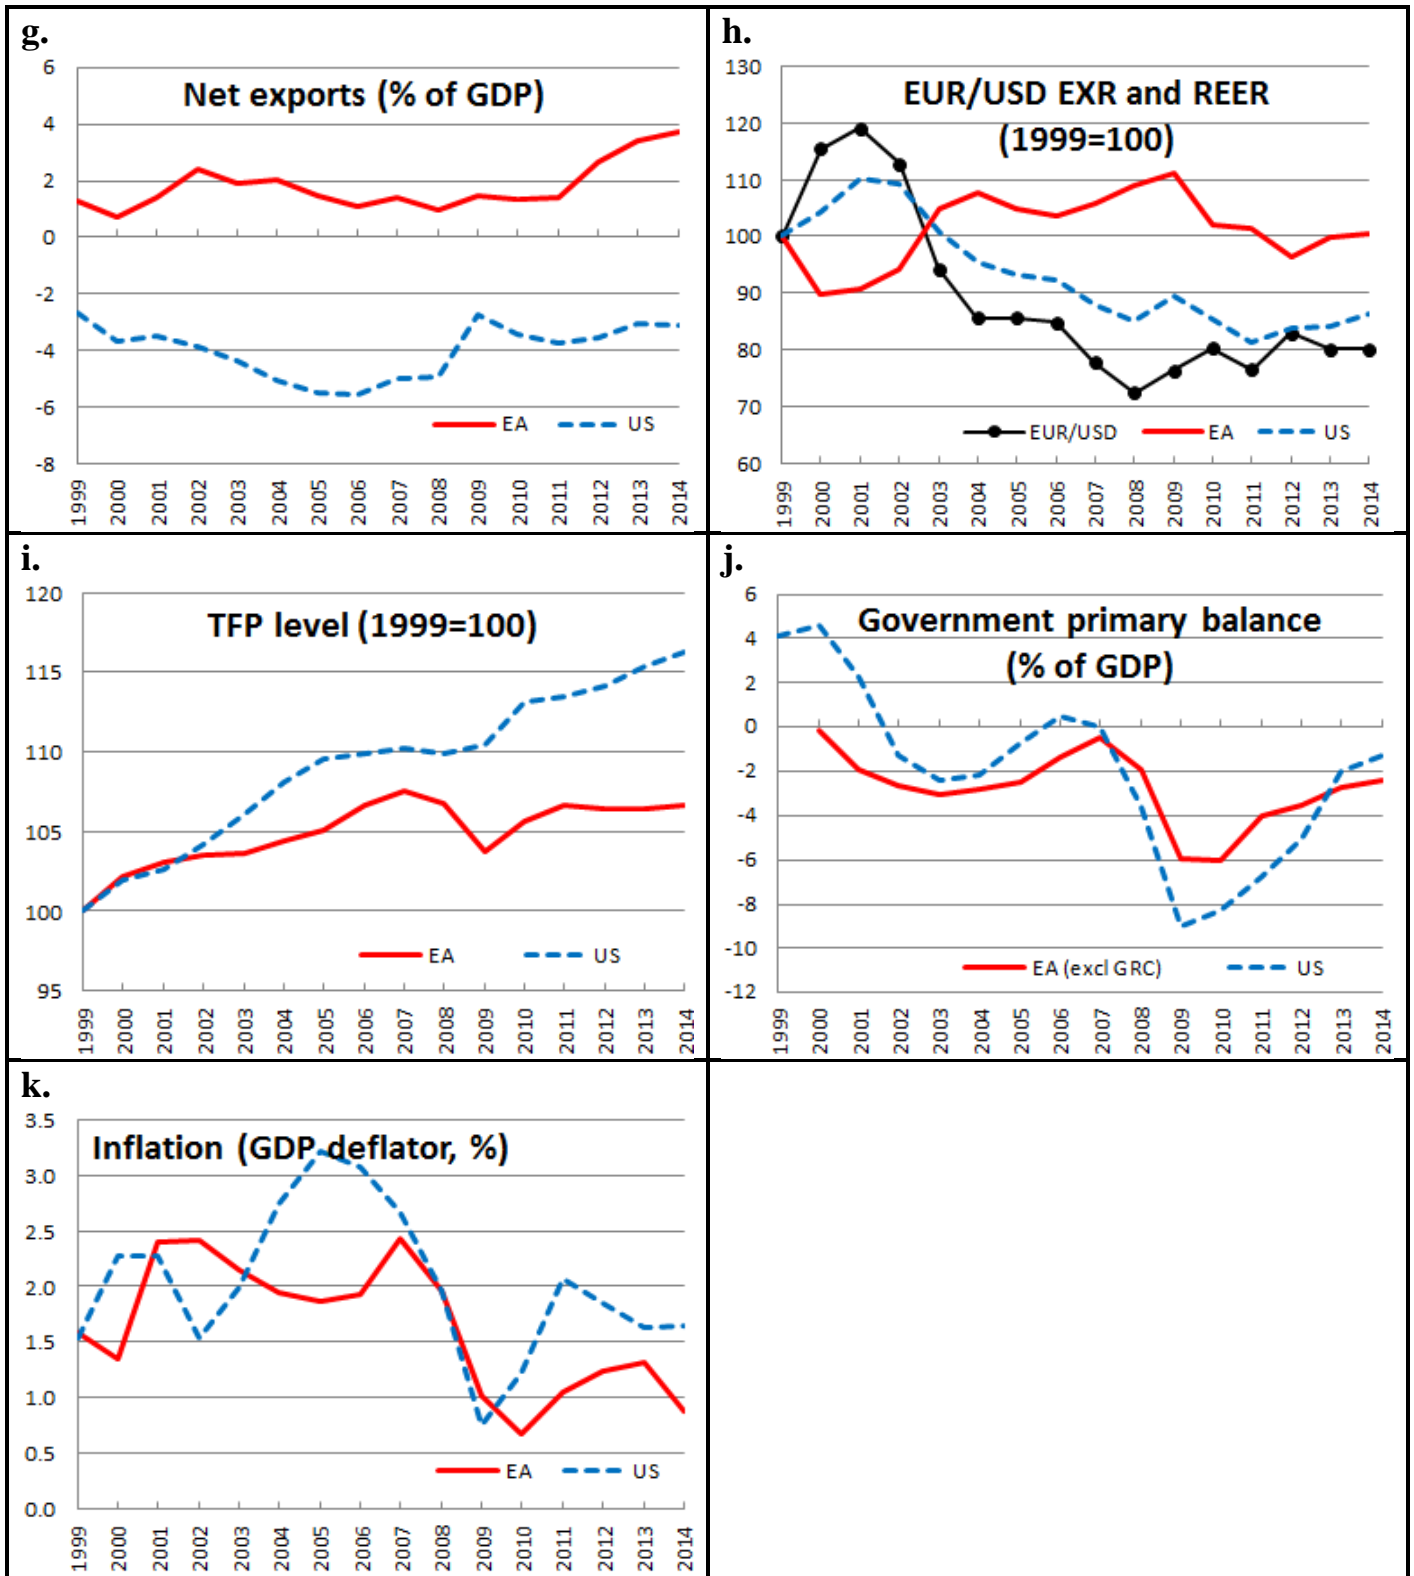 g.
Net exports (% of GDP)
6
4
2
0
-2
-4
-6
-8
EA
US
1999 2000 2001 2002 2003 2004 2005 2006 2007 2008 2009 2010 2011 2012 2013 2014
h.
EUR/USD EXR and REER
(1999=100)
130
120
110
100
90
80
70
60
EUR/USD
EA
US
1999 2000 2001 2002 2003 2004 2005 2006 2007 2008 2009 2010 2011 2012 2013 2014
i.
TFP level (1999=100)
120
115
110
105
100
95
EA
US
1999 2000 2001 2002 2003 2004 2005 2006 2007 2008 2009 2010 2011 2012 2013 2014
j.
Government primary balance
(% of GDP)
6
4
2
0
-2
-4
-6
-8
-10
-12
EA (excl GRC)
US
1999 2000 2001 2002 2003 2004 2005 2006 2007 2008 2009 2010 2011 2012 2013 2014
k.
Inflation (GDP deflator, %)
3.5
3.0
2.5
2.0
1.5
1.0
0.5
0.0
EA
US
1999 2000 2001 2002 2003 2004 2005 2006 2007 2008 2009 2010 2011 2012 2013 2014